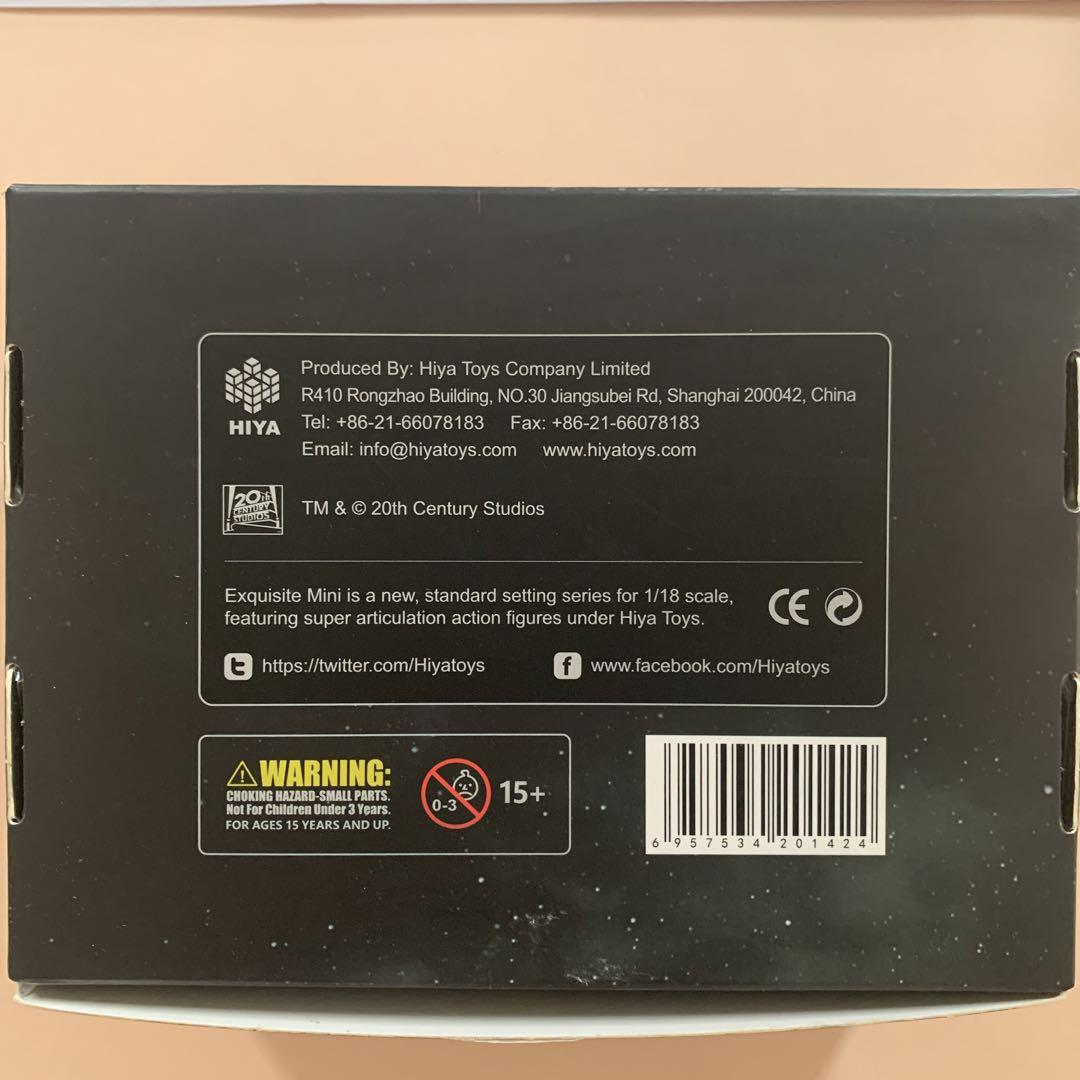 Produced By: Hiya Toys Company Limited
R410 Rongzhao Building, NO.30 Jiangsubei Rd, Shanghai 200042, China
HIYA
Tel: +86-21-66078183 Fax: +86-21-66078183
Email: info@hiyatoys.com www.hiyatoys.com
20th
CENTURY
STUDIOS
TM & © 20th Century Studios
Exquisite Mini is a new, standard setting series for 1/18 scale,
featuring super articulation action figures under Hiya Toys.
CE
https://twitter.com/Hiyatoys
www.facebook.com/Hiyatoys
WARNING:
CHOKING HAZARD-SMALL PARTS.
Not For Children Under 3 Years.
FOR AGES 15 YEARS AND UP.
0-3
15+
6 957534 201424